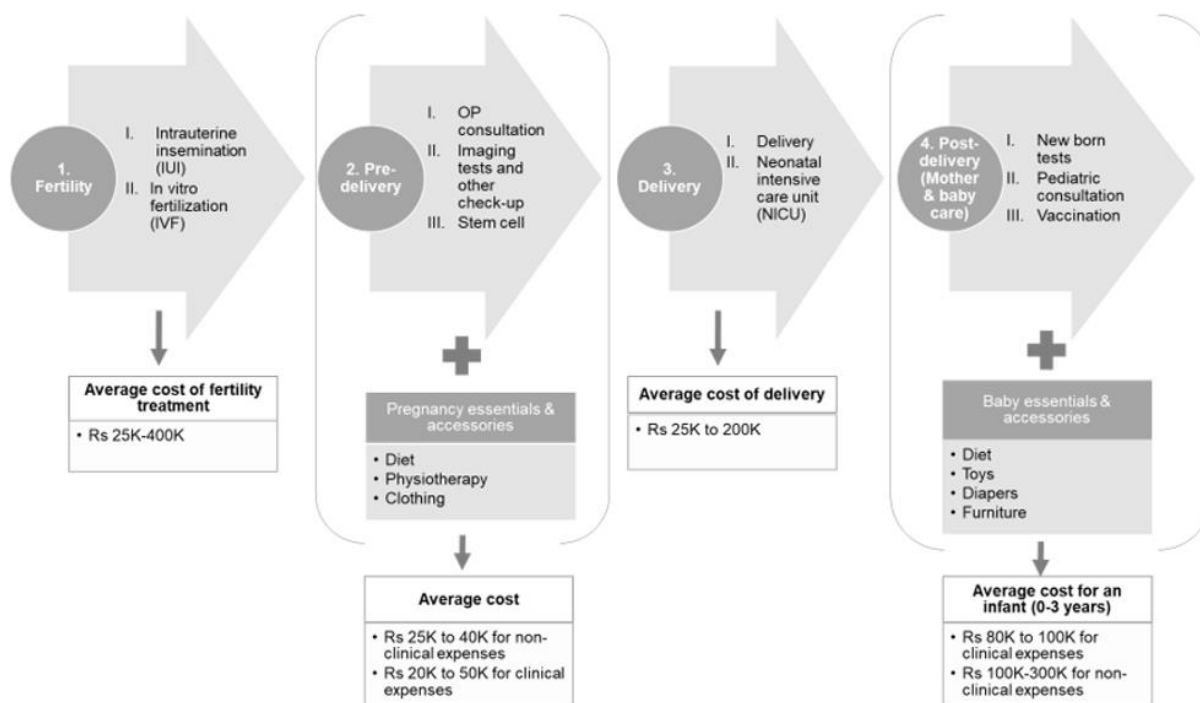 1.
Fertility
I. Intrauterine
insemination
(IUI)
II. In vitro
fertilization
(IVF)
Average cost of fertility
treatment
• Rs 25K-400K
2. Pre-
delivery
I. OP
consultation
II. Imaging
tests and
other
check-up
III. Stem cell
Pregnancy essentials &
accessories
• Diet
• Physiotherapy
• Clothing
Average cost
• Rs 25K to 40K for non-
clinical expenses
• Rs 20K to 50K for clinical
expenses
3.
Delivery
I. Delivery
II. Neonatal
intensive
care unit
(NICU)
Average cost of delivery
• Rs 25K to 200K
4. Post-
delivery
(Mother
& baby
care)
I. New born
tests
II. Pediatric
consultation
III. Vaccination
Baby essentials &
accessories
• Diet
• Toys
• Diapers
• Furniture
Average cost for an
infant (0-3 years)
• Rs 80K to 100K for
clinical expenses
• Rs 100K-300K for non-
clinical expenses